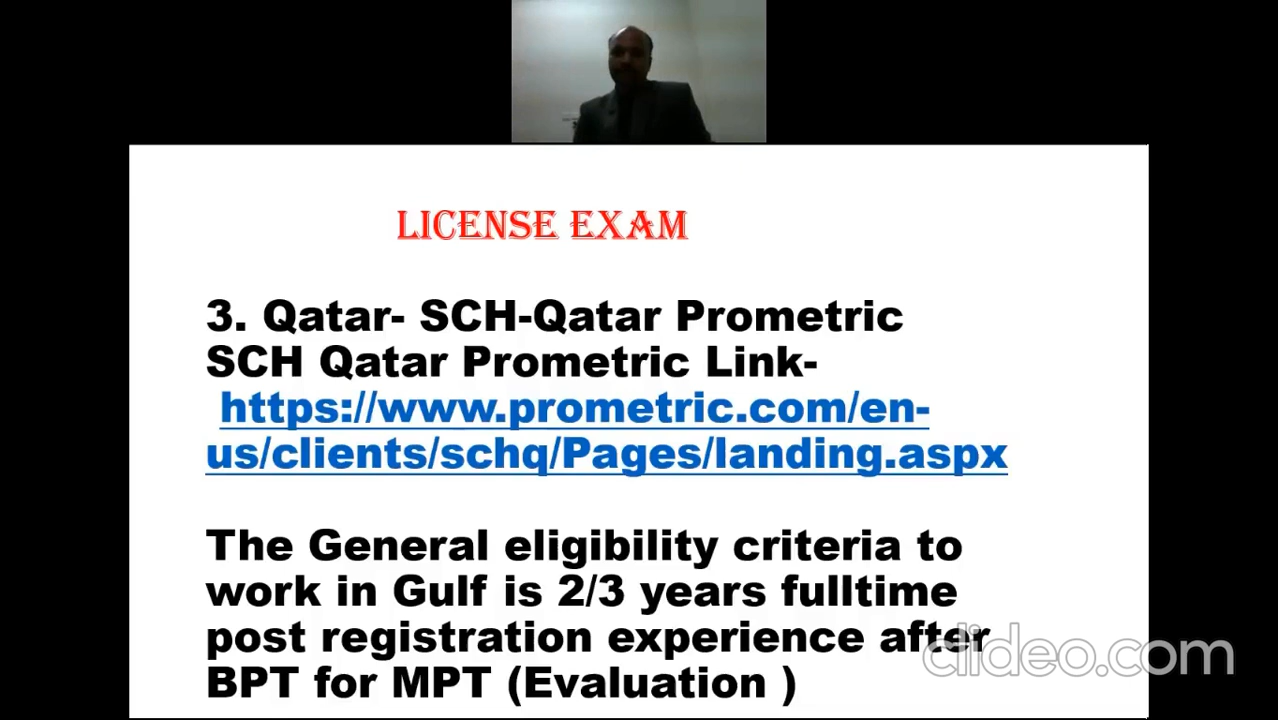 LICENSE EXAM
3. Qatar- SCH-Qatar Prometric
SCH Qatar Prometric Link-
https://www.prometric.com/en-
us/clients/schq/Pages/landing.aspx
The General eligibility criteria to
work in Gulf is 2/3 years fulltime
post registration experience after
BPT for MPT (Evaluation )
clideo.com